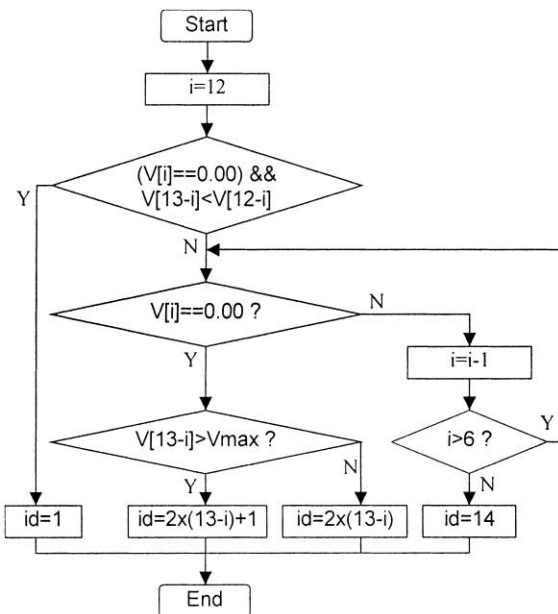 Start
i=12
(V[i]==0.00) &&
V[13-i]<V[12-i]
Y
N
V[i]==0.00 ?
N
Y
i=i-1
V[13-i]>Vmax ?
i>6 ?
Y
N
Y
N
id=1
id=2x(13-i)+1
id=2x(13-i)
id=14
End